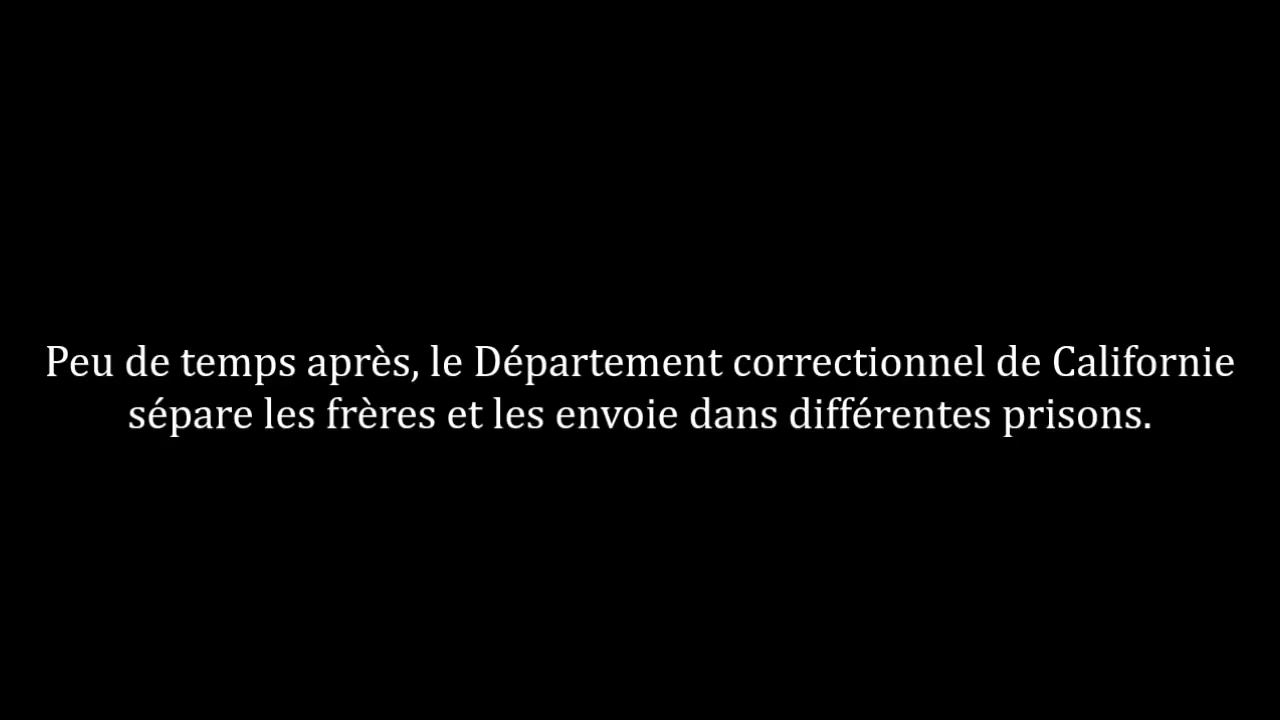 Peu de temps après, le Département correctionnel de Californie
sépare les frères et les envoie dans différentes prisons.